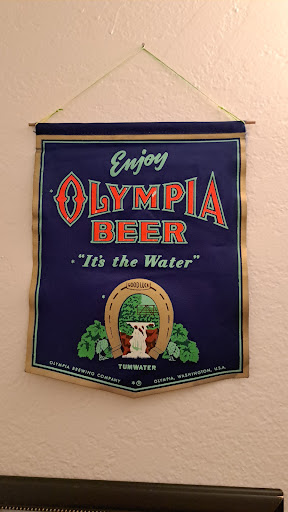 Enjoy
OLYMPIA
BEER
"It's the Water"
GOOD LUCK
TUMWATER
OLYMPIA BREWING COMPANY * ® OLYMPIA, WASHINGTON, U.S.A.